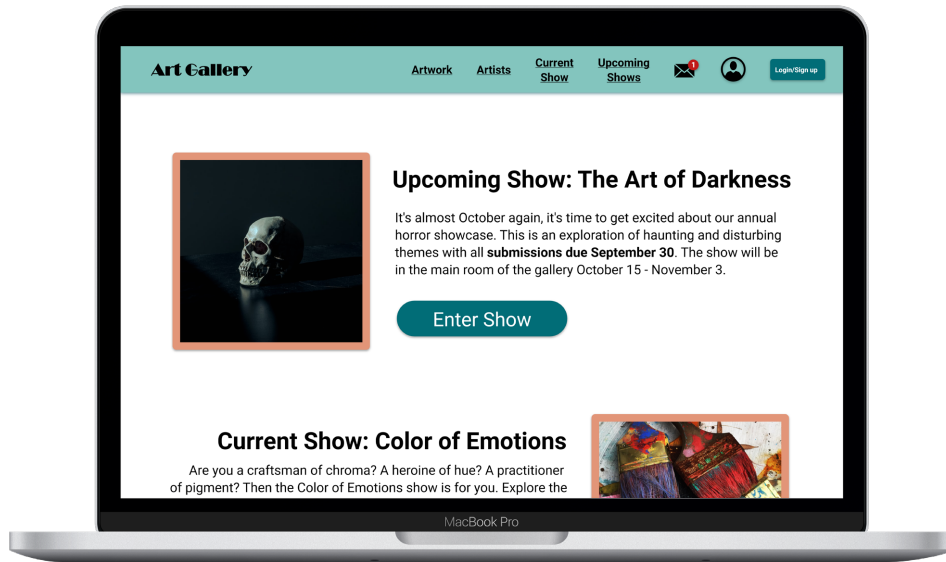 Art Gallery
Artwork
Artists
Current
Show
Upcoming
Shows
1
Login/Sign up
Upcoming Show: The Art of Darkness
It's almost October again, it's time to get excited about our annual
horror showcase. This is an exploration of haunting and disturbing
themes with all submissions due September 30. The show will be
in the main room of the gallery October 15 - November 3.
Enter Show
Current Show: Color of Emotions
Are you a craftsman of chroma? A heroine of hue? A practitioner
of pigment? Then the Color of Emotions show is for you. Explore the
MacBook Pro